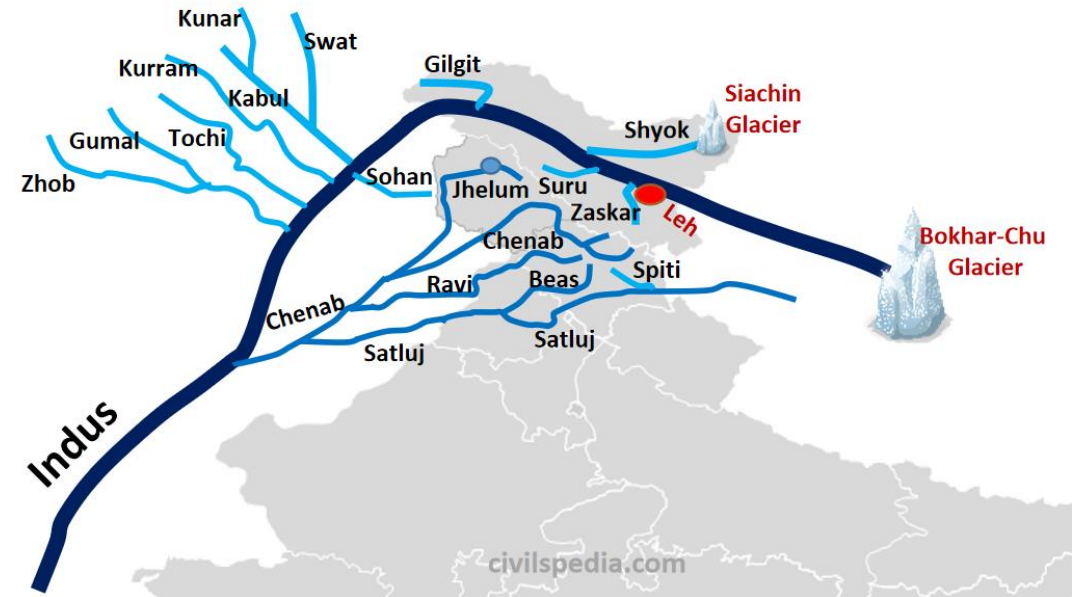 Kunar
Swat
Kurram
Gilgit
Kabul
Siachin
Glacier
Gumal
Tochi
Shyok
Zhob
Sohan
Jhelum
Suru
Zaskar
Leh
Chenab
Bokhar-Chu
Glacier
Spiti
Ravi
Beas
Chenab
Satluj
Satluj
Indus
civilspedia.com